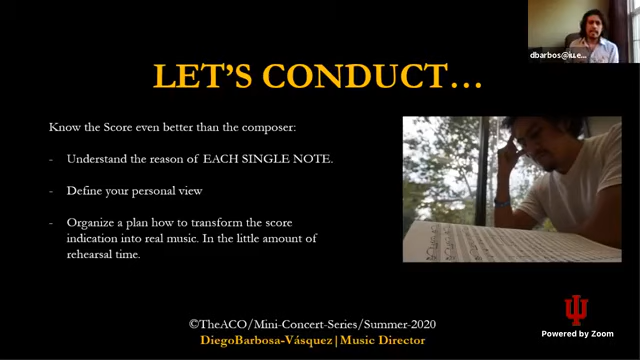 dbarbos@iu.e...
LET'S CONDUCT...
Know the Score even better than the composer:
- Understand the reason of EACH SINGLE NOTE.
- Define your personal view
- Organize a plan how to transform the score
indication into real music. In the little amount of
rehearsal time.
©TheACO/Mini-Concert-Series/Summer-2020
DiegoBarbosa-Vásquez|Music Director
Powered by Zoom